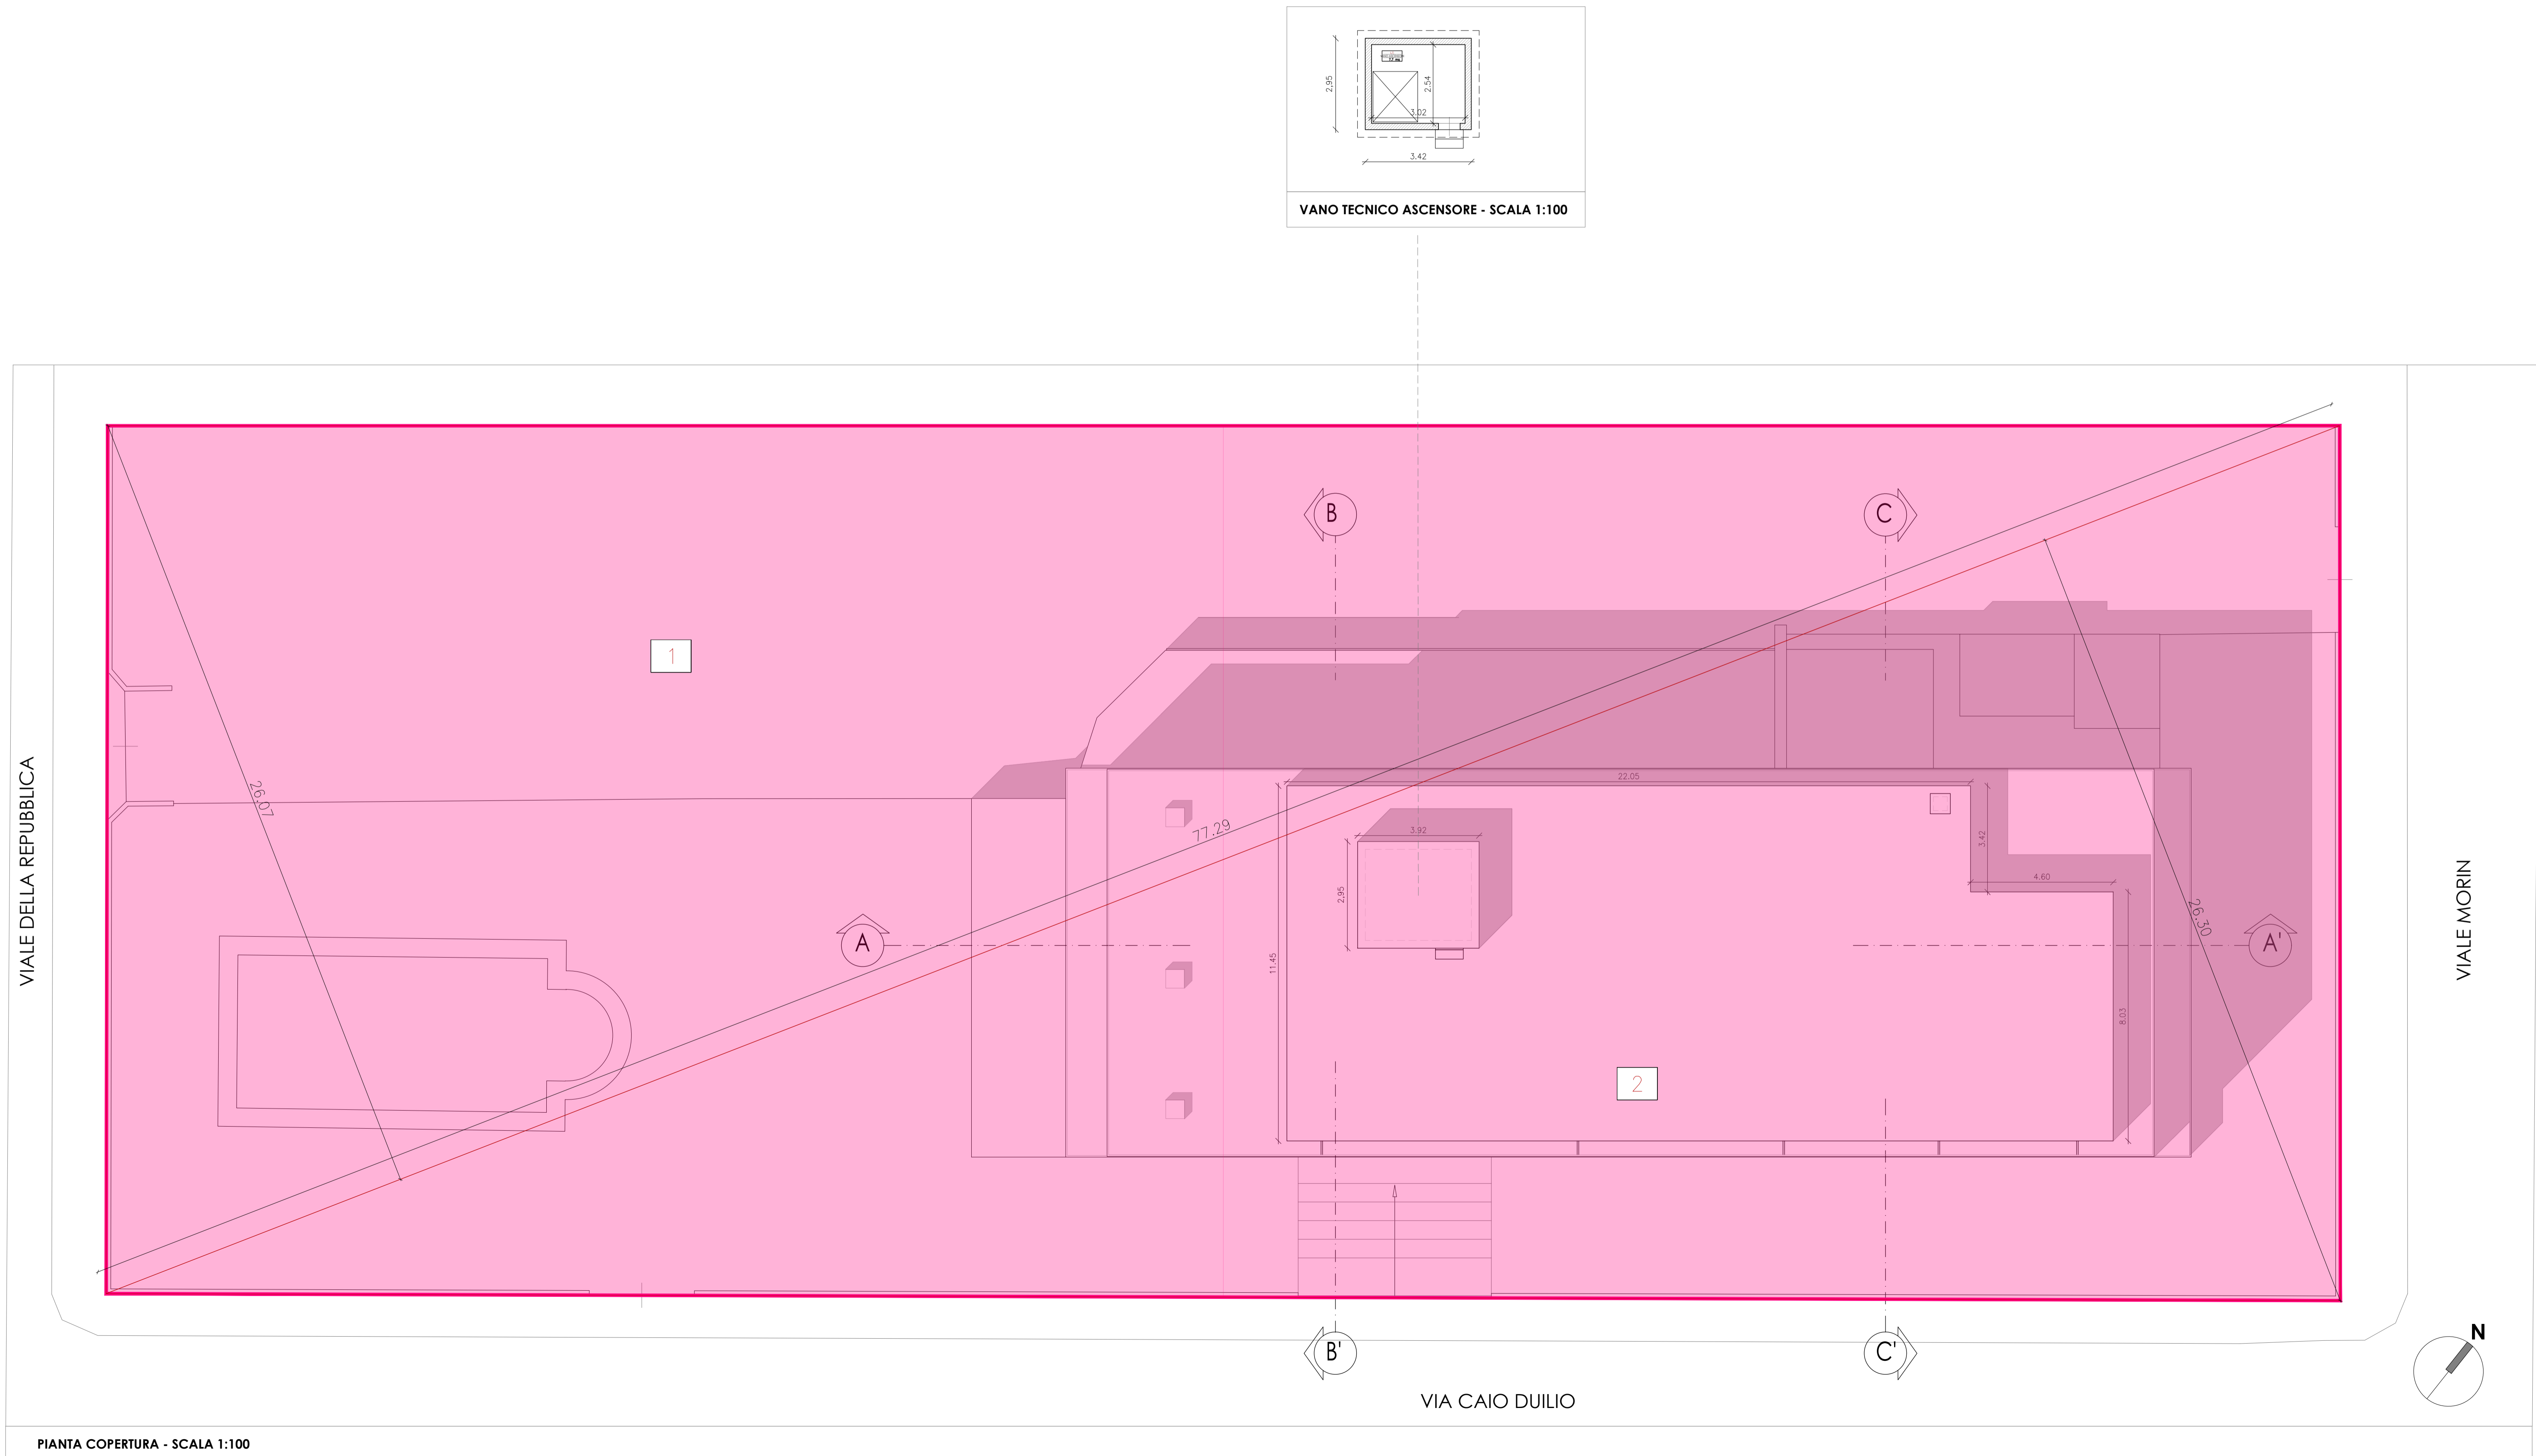 2,95
2.54
3.02
3.42
VANO TECNICO ASCENSORE - SCALA 1:100
B
C
1
22.05
26.07
77.29
3.92
3.42
2,95
4.60
A
11.45
26.30
A'
8.03
2
VIALE DELLA REPUBBLICA
VIALE MORIN
B'
C'
N
VIA CAIO DUILIO
PIANTA COPERTURA - SCALA 1:100